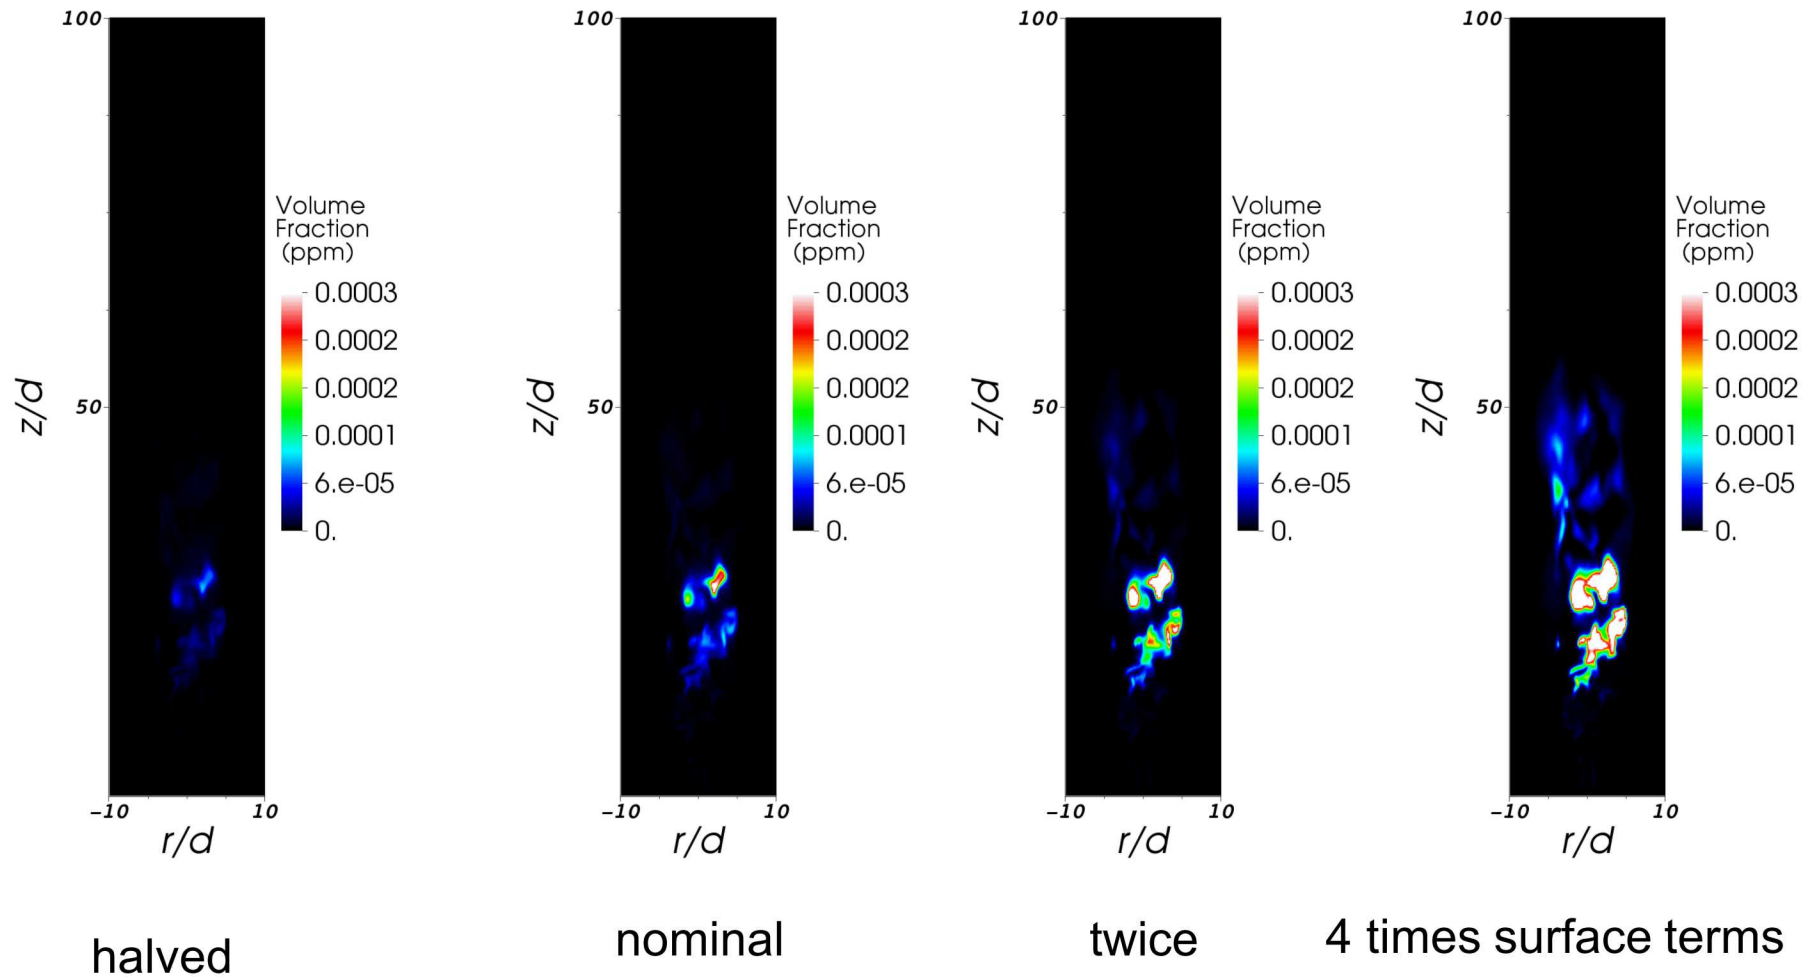 100
Volume
Fraction
(ppm)
0.0003
0.0002
0.0002
0.0001
6.e-05
0.
z/d
50
-10
10
r/d
halved
100
Volume
Fraction
(ppm)
0.0003
0.0002
0.0002
0.0001
6.e-05
0.
z/d
50
-10
10
r/d
nominal
100
Volume
Fraction
(ppm)
0.0003
0.0002
0.0002
0.0001
6.e-05
0.
z/d
50
-10
10
r/d
twice
100
Volume
Fraction
(ppm)
0.0003
0.0002
0.0002
0.0001
6.e-05
0.
z/d
50
-10
10
r/d
4 times surface terms